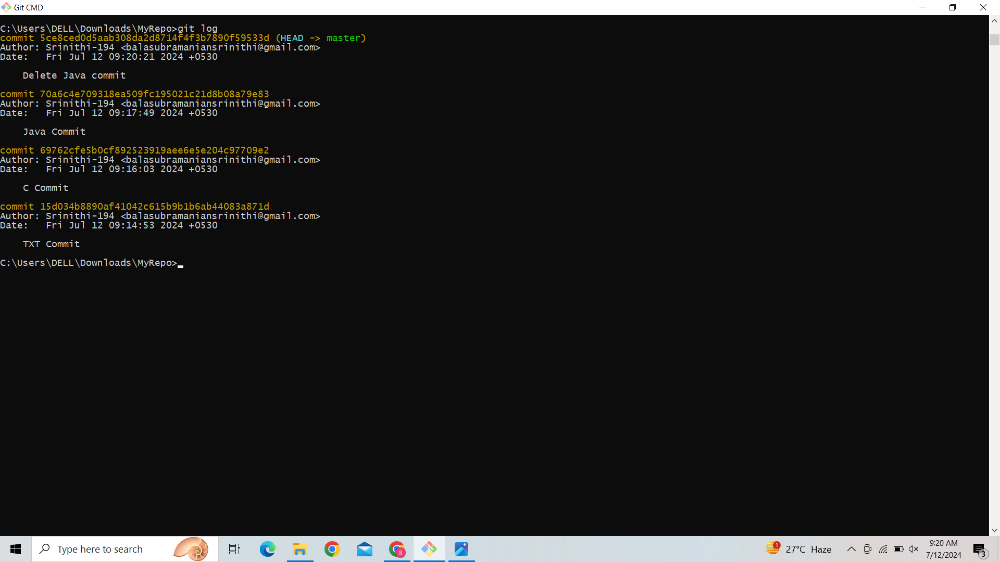 Git CMD
C:\Users\DELL\Downloads\MyRepo>git log
commit 5ce8ced0d5aab308da2d8714f4f3b7890f59533d (HEAD -> master)
Author: Srinithi-194 <balasubramaniansrinithi@gmail.com>
Date:   Fri Jul 12 09:20:21 2024 +0530
    Delete Java commit
commit 70a6c4e709318ea509fc195021c21d8b08a79e83
Author: Srinithi-194 <balasubramaniansrinithi@gmail.com>
Date:   Fri Jul 12 09:17:49 2024 +0530
    Java Commit
commit 69762cfe5b0cf892523919aee6e5e204c97709e2
Author: Srinithi-194 <balasubramaniansrinithi@gmail.com>
Date:   Fri Jul 12 09:16:03 2024 +0530
    C Commit
commit 15d034b8890af41042c615b9b1b6ab44083a871d
Author: Srinithi-194 <balasubramaniansrinithi@gmail.com>
Date:   Fri Jul 12 09:14:53 2024 +0530
    TXT Commit
C:\Users\DELL\Downloads\MyRepo>
Type here to search
S
1
27°C Haze
9:20 AM
7/12/2024
3